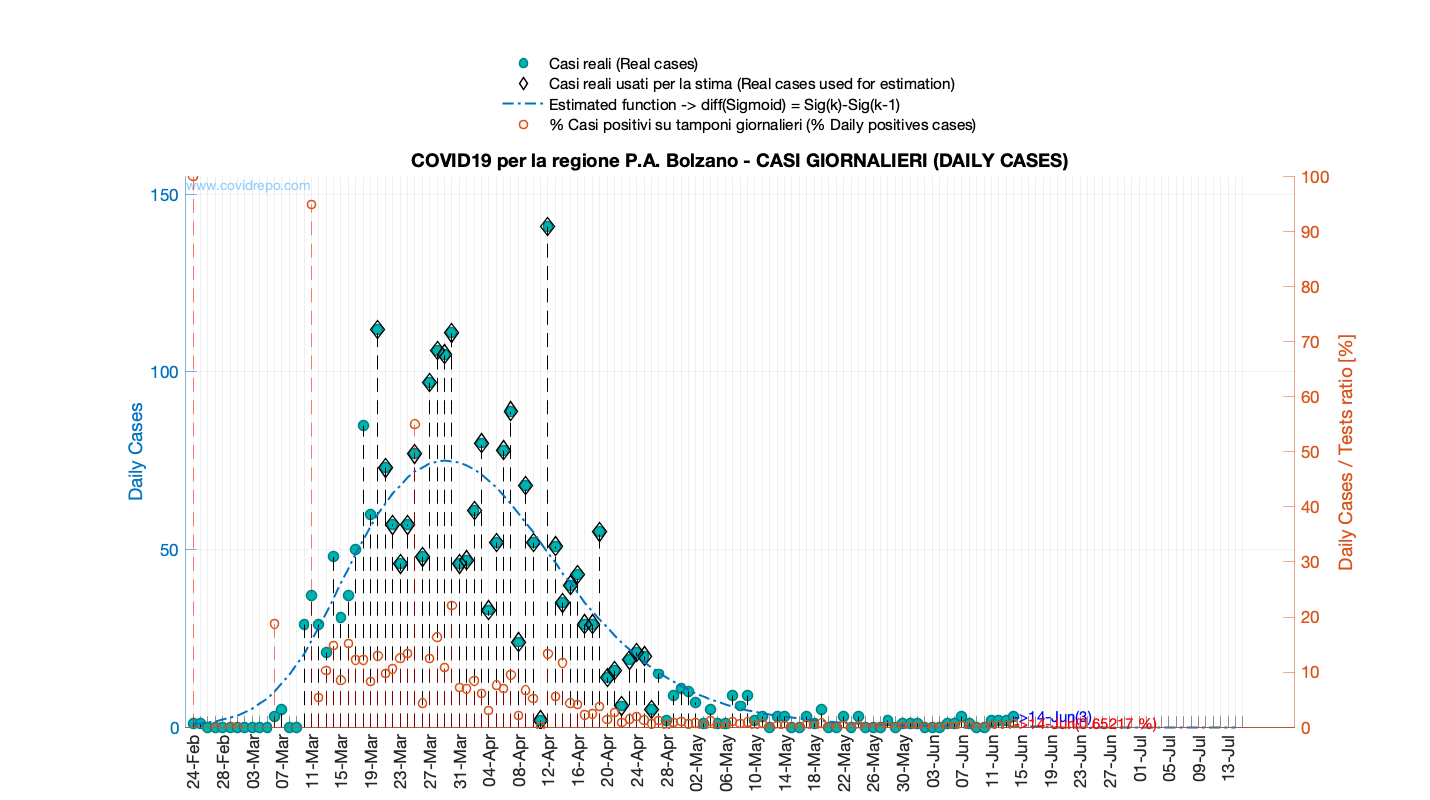 Casi reali (Real cases)
Casi reali usati per la stima (Real cases used for estimation)
Estimated function -> diff(Sigmoid) = Sig(k)-Sig(k-1)
% Casi positivi su tamponi giornalieri (% Daily positives cases)
COVID19 per la regione P.A. Bolzano - CASI GIORNALIERI (DAILY CASES)
www.covidrepo.com
150
100
50
0
Daily Cases
100
90
80
70
60
50
40
30
20
10
0
Daily Cases / Tests ratio [%]
->14-Jun(3)
->14-Jun(0.65217 %)
24-Feb
28-Feb
03-Mar
07-Mar
11-Mar
15-Mar
19-Mar
23-Mar
27-Mar
31-Mar
04-Apr
08-Apr
12-Apr
16-Apr
20-Apr
24-Apr
28-Apr
02-May
06-May
10-May
14-May
18-May
22-May
26-May
30-May
03-Jun
07-Jun
11-Jun
15-Jun
19-Jun
23-Jun
27-Jun
01-Jul
05-Jul
09-Jul
13-Jul